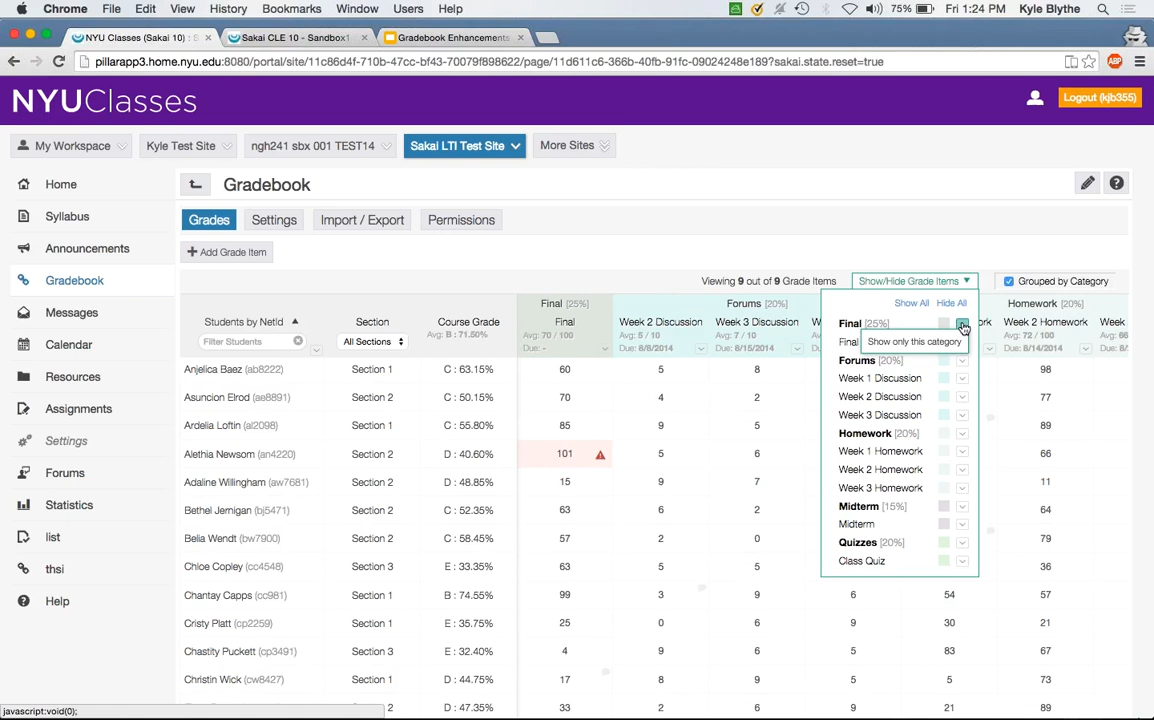 Chrome File Edit View History Bookmarks Window Users Help 75% Fri 1:24 PM Kyle Blythe
NYU Classes (Sakai 10) : S Sakai CLE 10 - Sandbox1 Gradebook Enhancements
pillarapp3.home.nyu.edu:8080/portal/site/11c86d4f-710b-47cc-bf43-70079f898622/page/11d611c6-366b-40fb-91fc-09024248e189?sakai.state.reset=true
ABP
NYUClasses Logout (kjb355)
My Workspace Kyle Test Site ngh241 sbx 001 TEST14 Sakai LTI Test Site More Sites
Home
Syllabus
Announcements
Gradebook
Messages
Calendar
Resources
Assignments
Settings
Forums
Statistics
list
thsi
Help
Gradebook
Grades Settings Import / Export Permissions
Add Grade Item
Viewing 9 out of 9 Grade Items Show/Hide Grade Items Grouped by Category
Final [25%] Forums [20%] Homework [20%]
Students by NetId Section Course Grade Final Week 2 Discussion Week 3 Discussion Week 2 Homework Week
Filter Students All Sections Avg: B : 71.50% Avg: 70 / 100 Avg: 5 / 10 Avg: 7 / 10 Avg: 72 / 100 Avg: 66
Due: - Due: 8/8/2014 Due: 8/15/2014 Due: 8/14/2014 Due: 8
Show All Hide All
Final [25%]
Final
Show only this category
Forums [20%]
Week 1 Discussion
Week 2 Discussion
Week 3 Discussion
Homework [20%]
Week 1 Homework
Week 2 Homework
Week 3 Homework
Midterm [15%]
Midterm
Quizzes [20%]
Class Quiz
Anjelica Baez (ab8222) Section 1 C : 63.15% 60 5 8 98
Asuncion Elrod (ae8891) Section 2 C : 50.15% 70 4 2 77
Ardelia Loftin (al2098) Section 1 C : 55.80% 85 9 5 89
Alethia Newsom (an4220) Section 2 D : 40.60% 101 5 6 66
Adaline Willingham (aw7681) Section 2 D : 48.85% 15 9 7 11
Bethel Jernigan (bj5471) Section 2 C : 52.35% 63 6 2 64
Belia Wendt (bw7900) Section 2 C : 58.45% 57 2 0 79
Chloe Copley (cc4548) Section 3 E : 33.35% 63 5 5 36
Chantay Capps (cc981) Section 1 B : 74.55% 99 3 9 6 54 57
Cristy Platt (cp2259) Section 1 E : 35.75% 25 0 6 9 30 21
Chastity Puckett (cp3491) Section 3 E : 32.40% 4 9 6 5 83 67
Christin Wick (cw8427) Section 1 D : 44.75% 17 8 9 5 5 73
D : 47.35% 33 2 6 9 21 89
javascript:void(0);